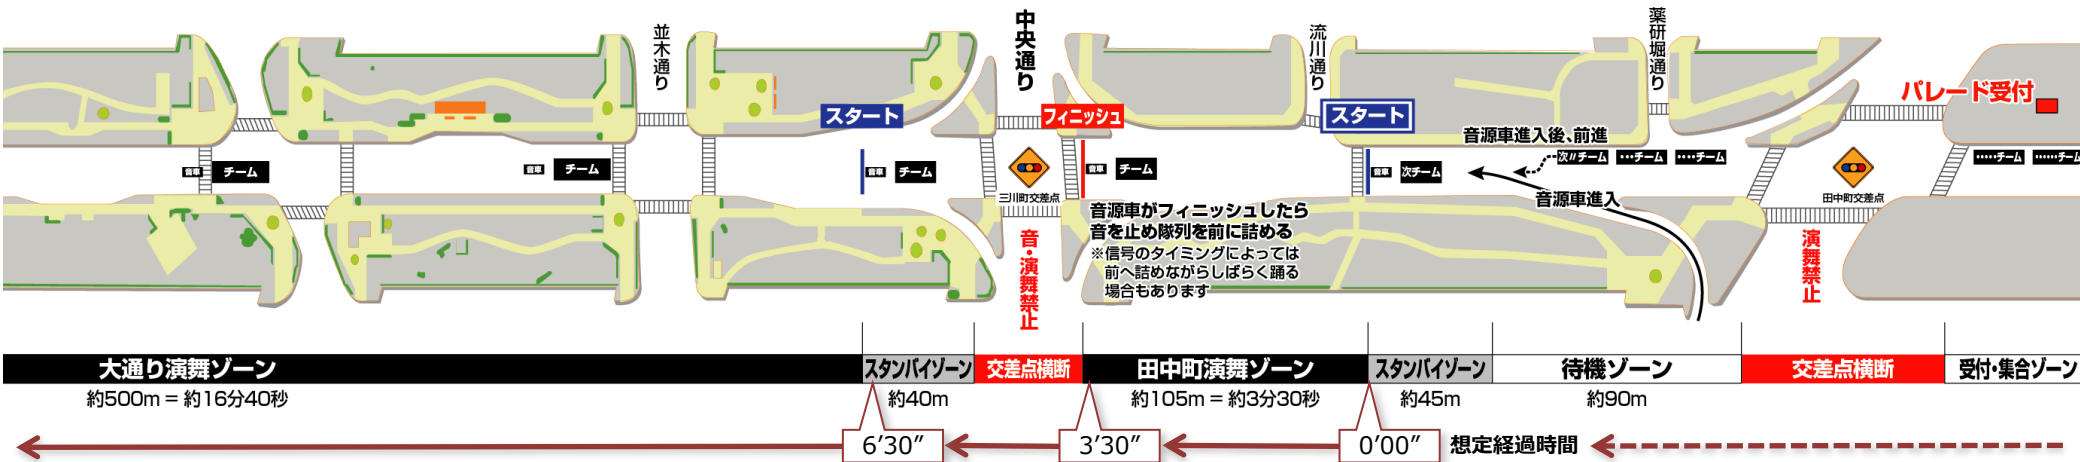 並木通り
中央通り
流川通り
薬研堀通り
スタート
フィニッシュ
スタート
パレード受付
音源車進入後、前進
音車 チーム
音車 チーム
音車 チーム
音車 チーム
音車 次チーム
次〃チーム
•••チーム
••••チーム
•••••チーム
••••••チーム
三川町交差点
音源車進入
田中町交差点
音・演舞禁止
音源車がフィニッシュしたら
音を止め隊列を前に詰める
※信号のタイミングによっては
前へ詰めながらしばらく踊る
場合もあります
演舞禁止
大通り演舞ゾーン
スタンバイゾーン
交差点横断
田中町演舞ゾーン
スタンバイゾーン
待機ゾーン
交差点横断
受付・集合ゾーン
約500m = 約16分40秒
約40m
約105m = 約3分30秒
約45m
約90m
6’30”
3’30”
0’00”
想定経過時間